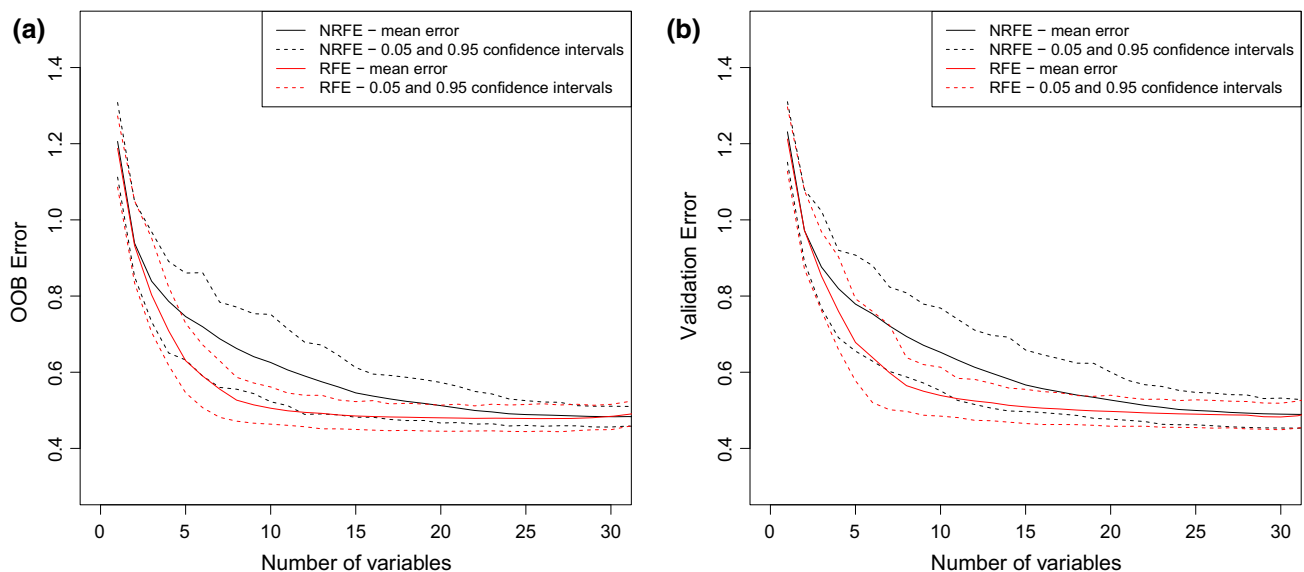 (a)
NRFE − mean error
NRFE − 0.05 and 0.95 confidence intervals
RFE − mean error
RFE − 0.05 and 0.95 confidence intervals
OOB Error
1.4
1.2
1.0
0.8
0.6
0.4
0 5 10 15 20 25 30
Number of variables
(b)
NRFE − mean error
NRFE − 0.05 and 0.95 confidence intervals
RFE − mean error
RFE − 0.05 and 0.95 confidence intervals
Validation Error
1.4
1.2
1.0
0.8
0.6
0.4
0 5 10 15 20 25 30
Number of variables